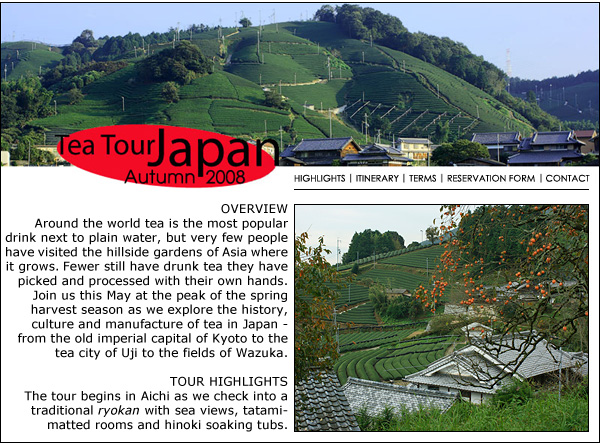 Tea Tour Japan
Autumn 2008
HIGHLIGHTS | ITINERARY | TERMS | RESERVATION FORM | CONTACT
OVERVIEW
Around the world tea is the most popular
drink next to plain water, but very few people
have visited the hillside gardens of Asia where
it grows. Fewer still have drunk tea they have
picked and processed with their own hands.
Join us this May at the peak of the spring
harvest season as we explore the history,
culture and manufacture of tea in Japan -
from the old imperial capital of Kyoto to the
tea city of Uji to the fields of Wazuka.
TOUR HIGHLIGHTS
The tour begins in Aichi as we check into a
traditional ryokan with sea views, tatami-
matted rooms and hinoki soaking tubs.